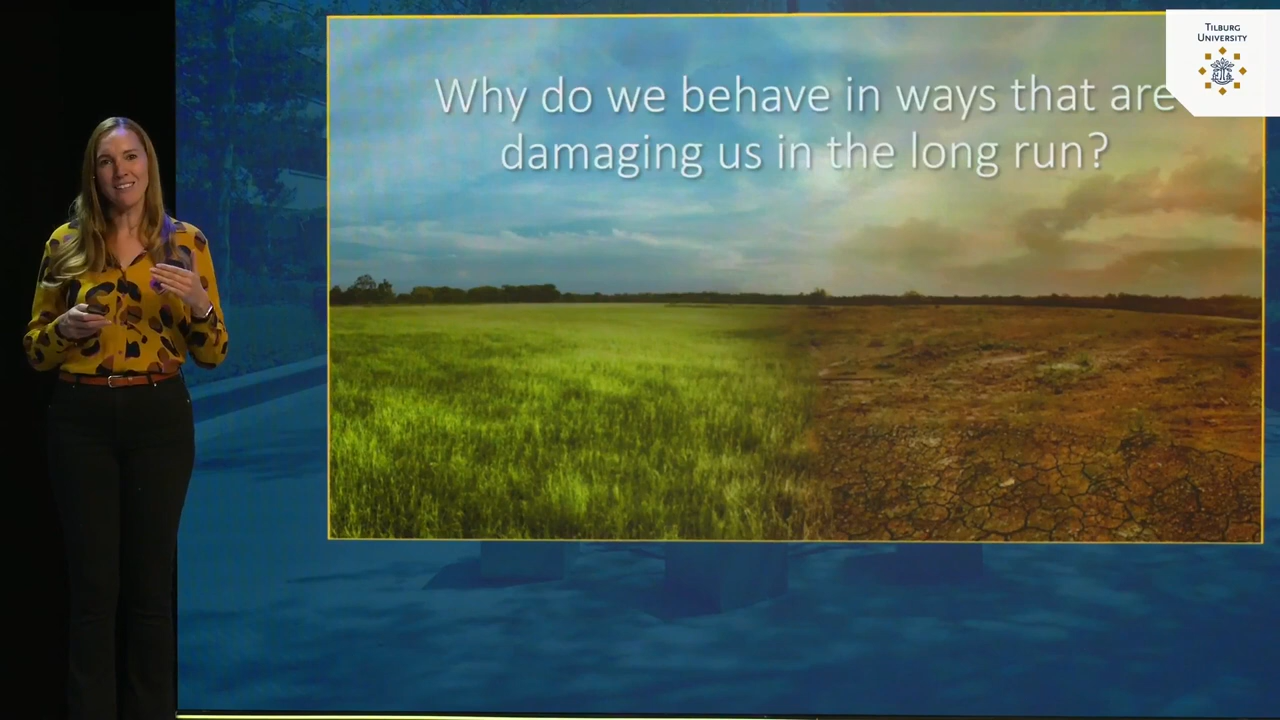 TILBURG
UNIVERSITY
Why do we behave in ways that are
damaging us in the long run?